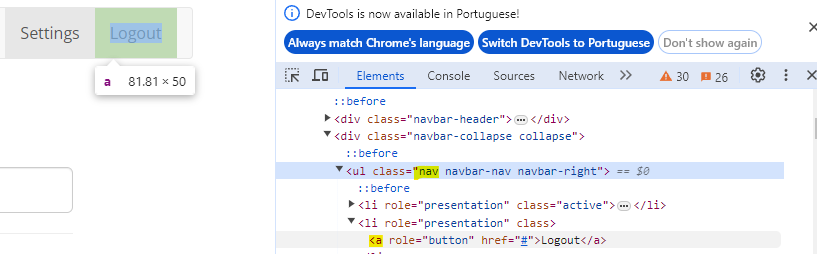 Settings Logout
a 81.81 × 50
DevTools is now available in Portuguese!
Always match Chrome's language Switch DevTools to Portuguese Don't show again
Elements Console Sources Network 30 26
::before
<div class="navbar-header"> ⋯ </div>
<div class="navbar-collapse collapse">
::before
<ul class="nav navbar-nav navbar-right"> == $0
::before
<li role="presentation" class="active"> ⋯ </li>
<li role="presentation" class>
<a role="button" href="#">Logout</a>